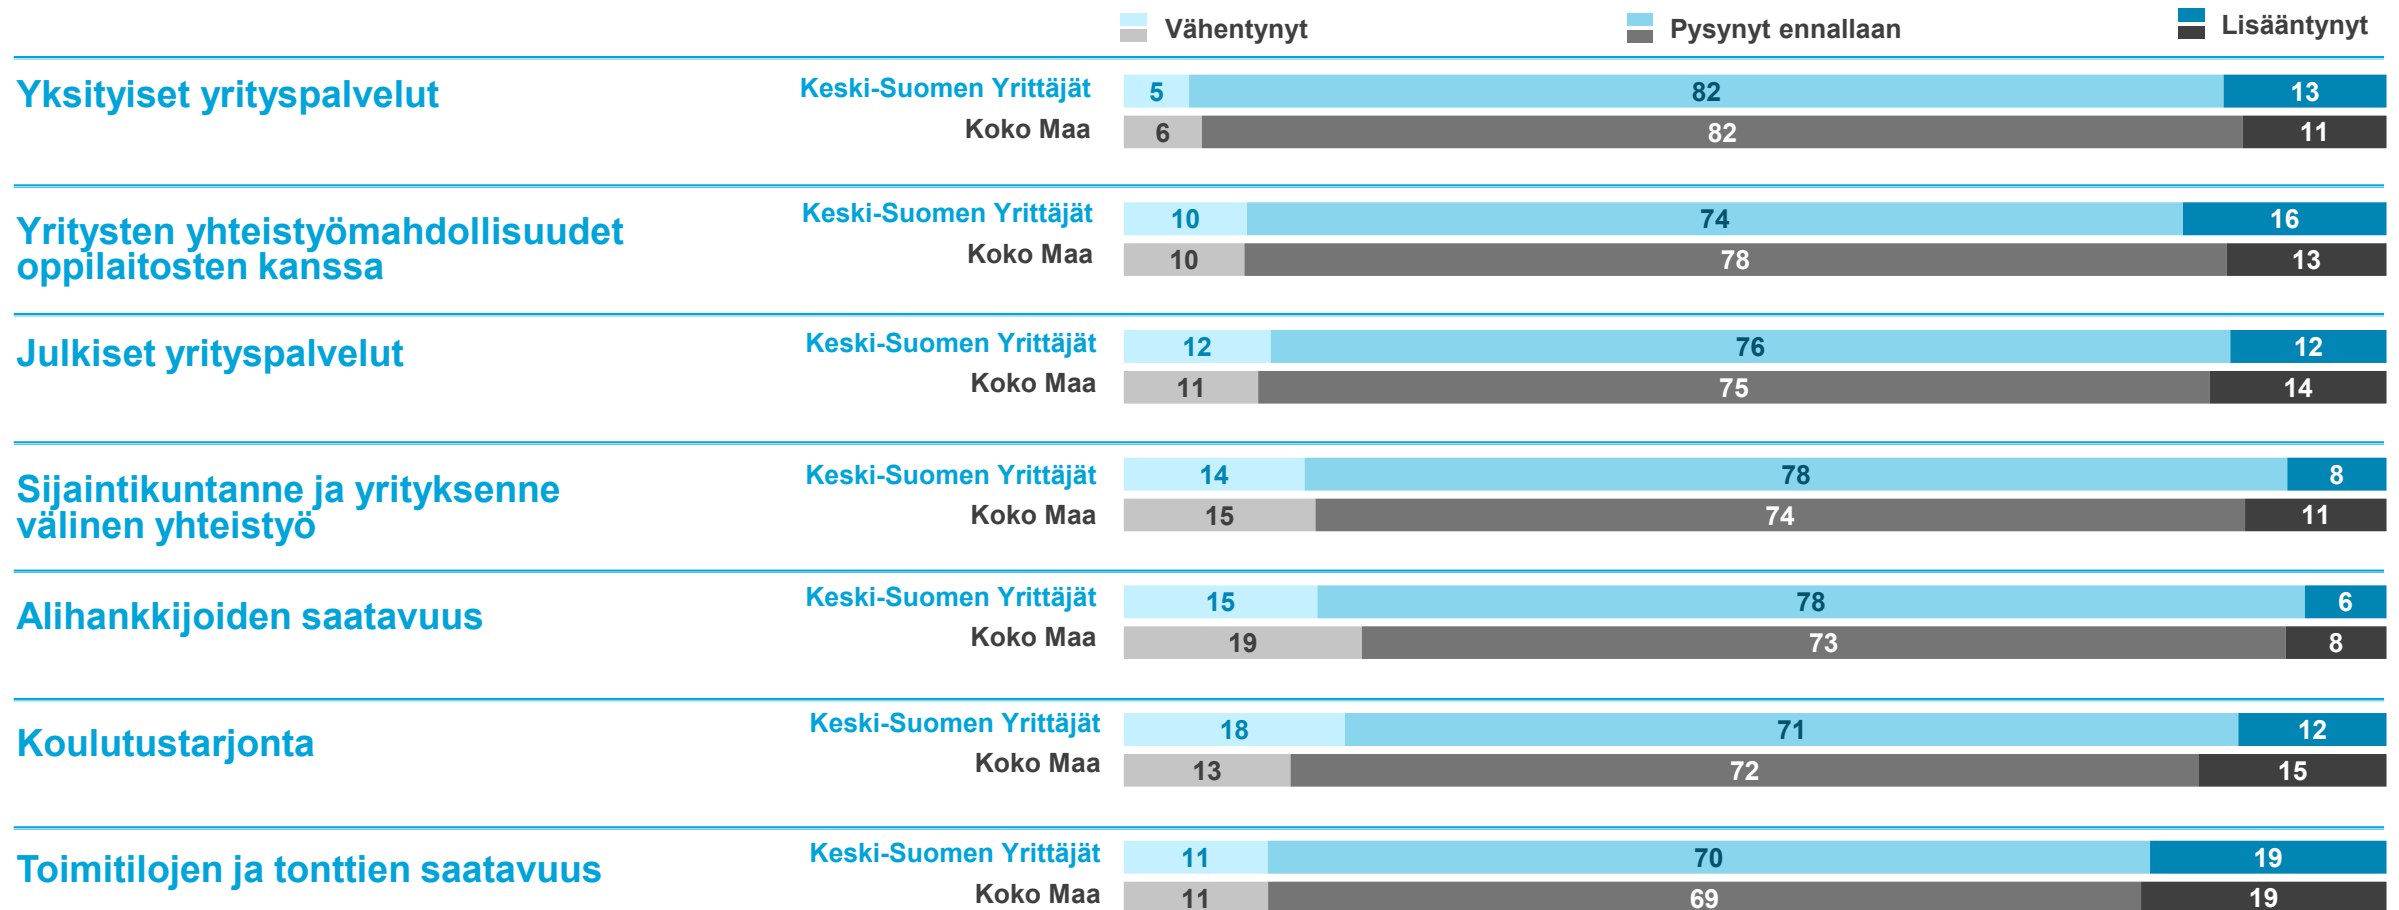 Vähentynyt Pysynyt ennallaan Lisääntynyt
Yksityiset yrityspalvelut
Keski-Suomen Yrittäjät 5 82 13
Koko Maa 6 82 11
Yritysten yhteistyömahdollisuudet
oppilaitosten kanssa
Keski-Suomen Yrittäjät 10 74 16
Koko Maa 10 78 13
Julkiset yrityspalvelut
Keski-Suomen Yrittäjät 12 76 12
Koko Maa 11 75 14
Sijaintikuntanne ja yrityksenne
välinen yhteistyö
Keski-Suomen Yrittäjät 14 78 8
Koko Maa 15 74 11
Alihankkijoiden saatavuus
Keski-Suomen Yrittäjät 15 78 6
Koko Maa 19 73 8
Koulutustarjonta
Keski-Suomen Yrittäjät 18 71 12
Koko Maa 13 72 15
Toimitilojen ja tonttien saatavuus
Keski-Suomen Yrittäjät 11 70 19
Koko Maa 11 69 19